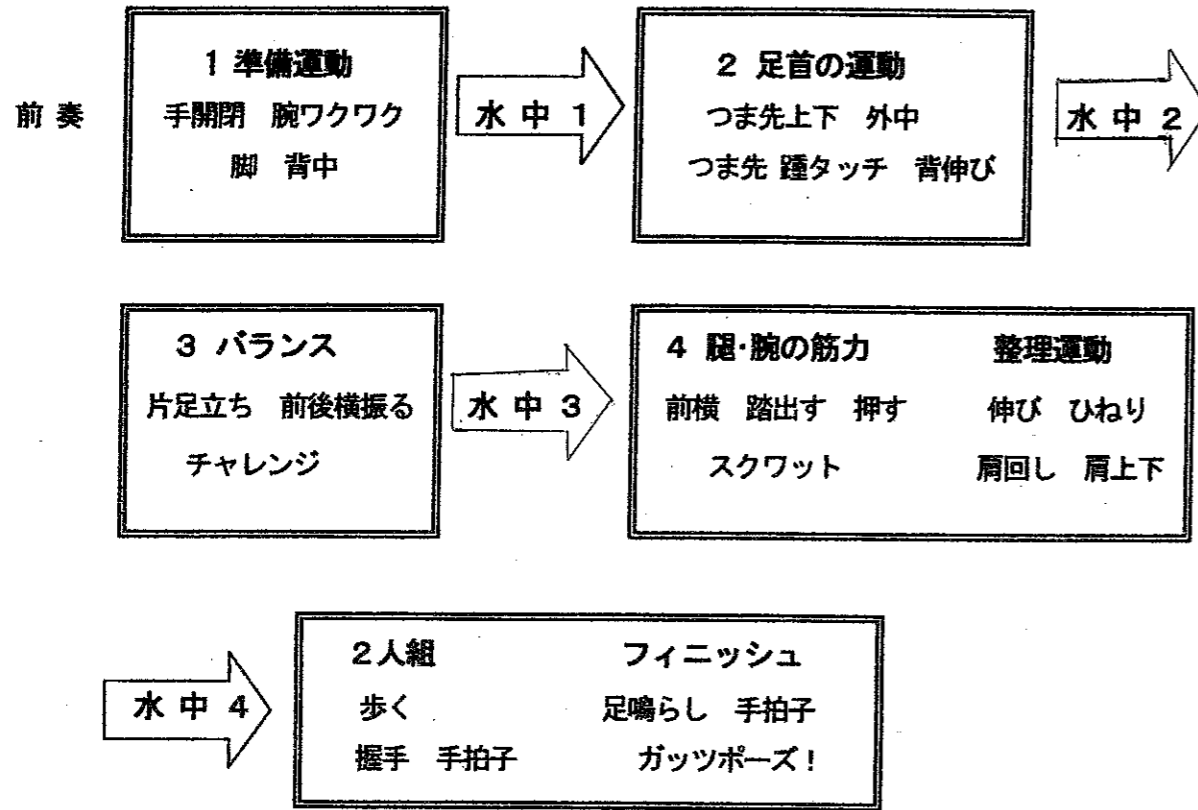 前奏
1 準備運動
手開閉 腕ワクワク
脚 背中
水中 1
2 足首の運動
つま先上下 外中
つま先 踵タッチ 背伸び
水中 2
3 バランス
片足立ち 前後横振る
チャレンジ
水中 3
4 腿・腕の筋力 整理運動
前横 踏出す 押す 伸び ひねり
スクワット 肩回し 肩上下
水中 4
2人組 フィニッシュ
歩く 足鳴らし 手拍子
握手 手拍子 ガッツポーズ！